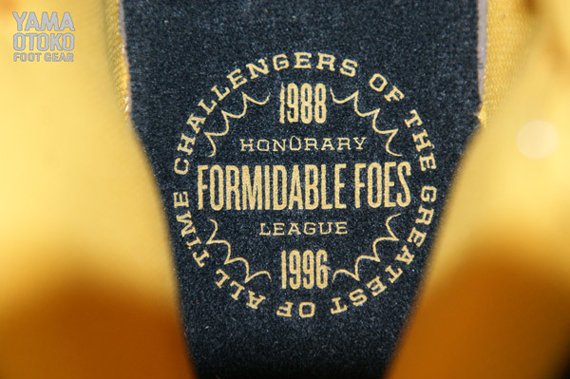 YAMA
OTOKO
FOOT GEAR
CHALLENGERS OF THE GREATEST OF ALL TIME
1988
HONORARY
FORMIDABLE FOES
LEAGUE
1996